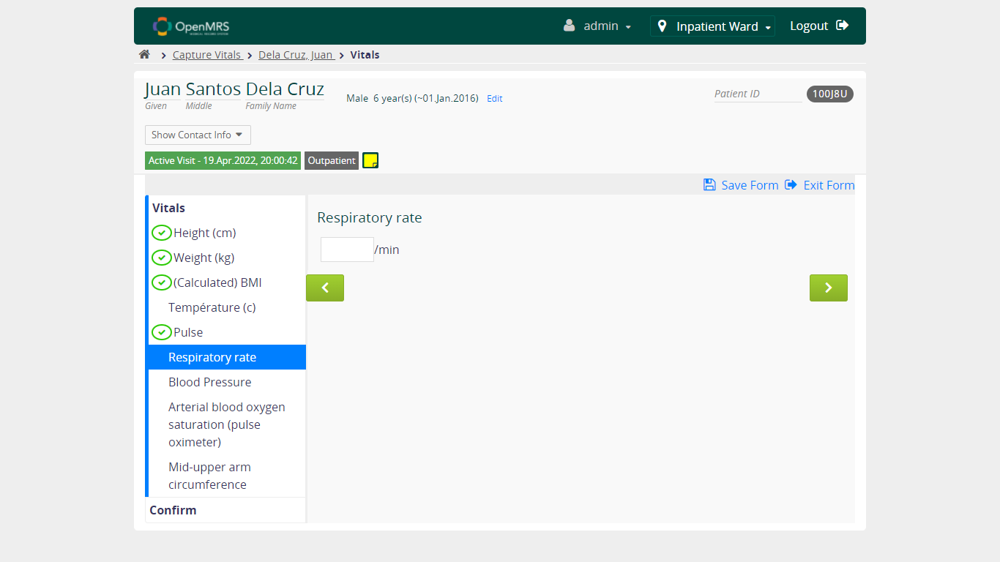 OpenMRS
admin
Inpatient Ward
Logout
Capture Vitals
Dela Cruz, Juan
Vitals
Juan Santos Dela Cruz
Given Middle Family Name
Male 6 year(s) (~01.Jan.2016) Edit
Patient ID 100J8U
Show Contact Info
Active Visit - 19.Apr.2022, 20:00:42 Outpatient
Save Form Exit Form
Vitals
Height (cm)
Weight (kg)
(Calculated) BMI
Température (c)
Pulse
Respiratory rate
Blood Pressure
Arterial blood oxygen
saturation (pulse
oximeter)
Mid-upper arm
circumference
Confirm
Respiratory rate
/min